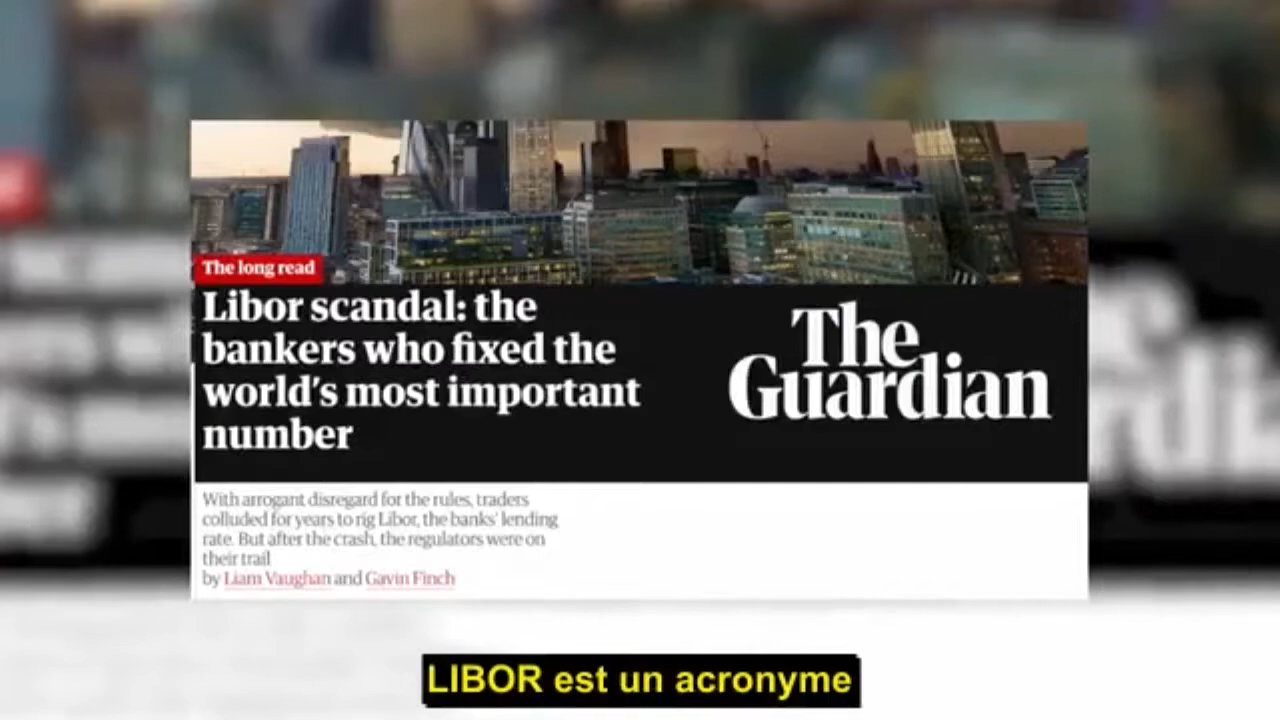 The long read
Libor scandal: the
bankers who fixed the
world's most important
number
The
Guardian
With arrogant disregard for the rules, traders
colluded for years to rig Libor, the banks' lending
rate. But after the crash, the regulators were on
their trail
by Liam Vaughan and Gavin Finch
LIBOR est un acronyme